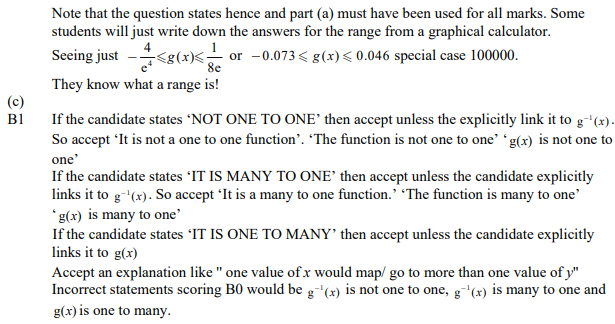 Note that the question states hence and part (a) must have been used for all marks. Some
students will just write down the answers for the range from a graphical calculator.
Seeing just −4/e⁴ ⩽ g(x) ⩽ 1/8e or −0.073 ⩽ g(x) ⩽ 0.046 special case 100000.
They know what a range is!
(c)
B1 If the candidate states ‘NOT ONE TO ONE’ then accept unless the explicitly link it to g⁻¹(x).
So accept ‘It is not a one to one function’. ‘The function is not one to one’ ‘g(x) is not one to
one’
If the candidate states ‘IT IS MANY TO ONE’ then accept unless the candidate explicitly
links it to g⁻¹(x). So accept ‘It is a many to one function.’ ‘The function is many to one’
‘g(x) is many to one’
If the candidate states ‘IT IS ONE TO MANY’ then accept unless the candidate explicitly
links it to g(x)
Accept an explanation like " one value of x would map/ go to more than one value of y"
Incorrect statements scoring B0 would be g⁻¹(x) is not one to one, g⁻¹(x) is many to one and
g(x) is one to many.